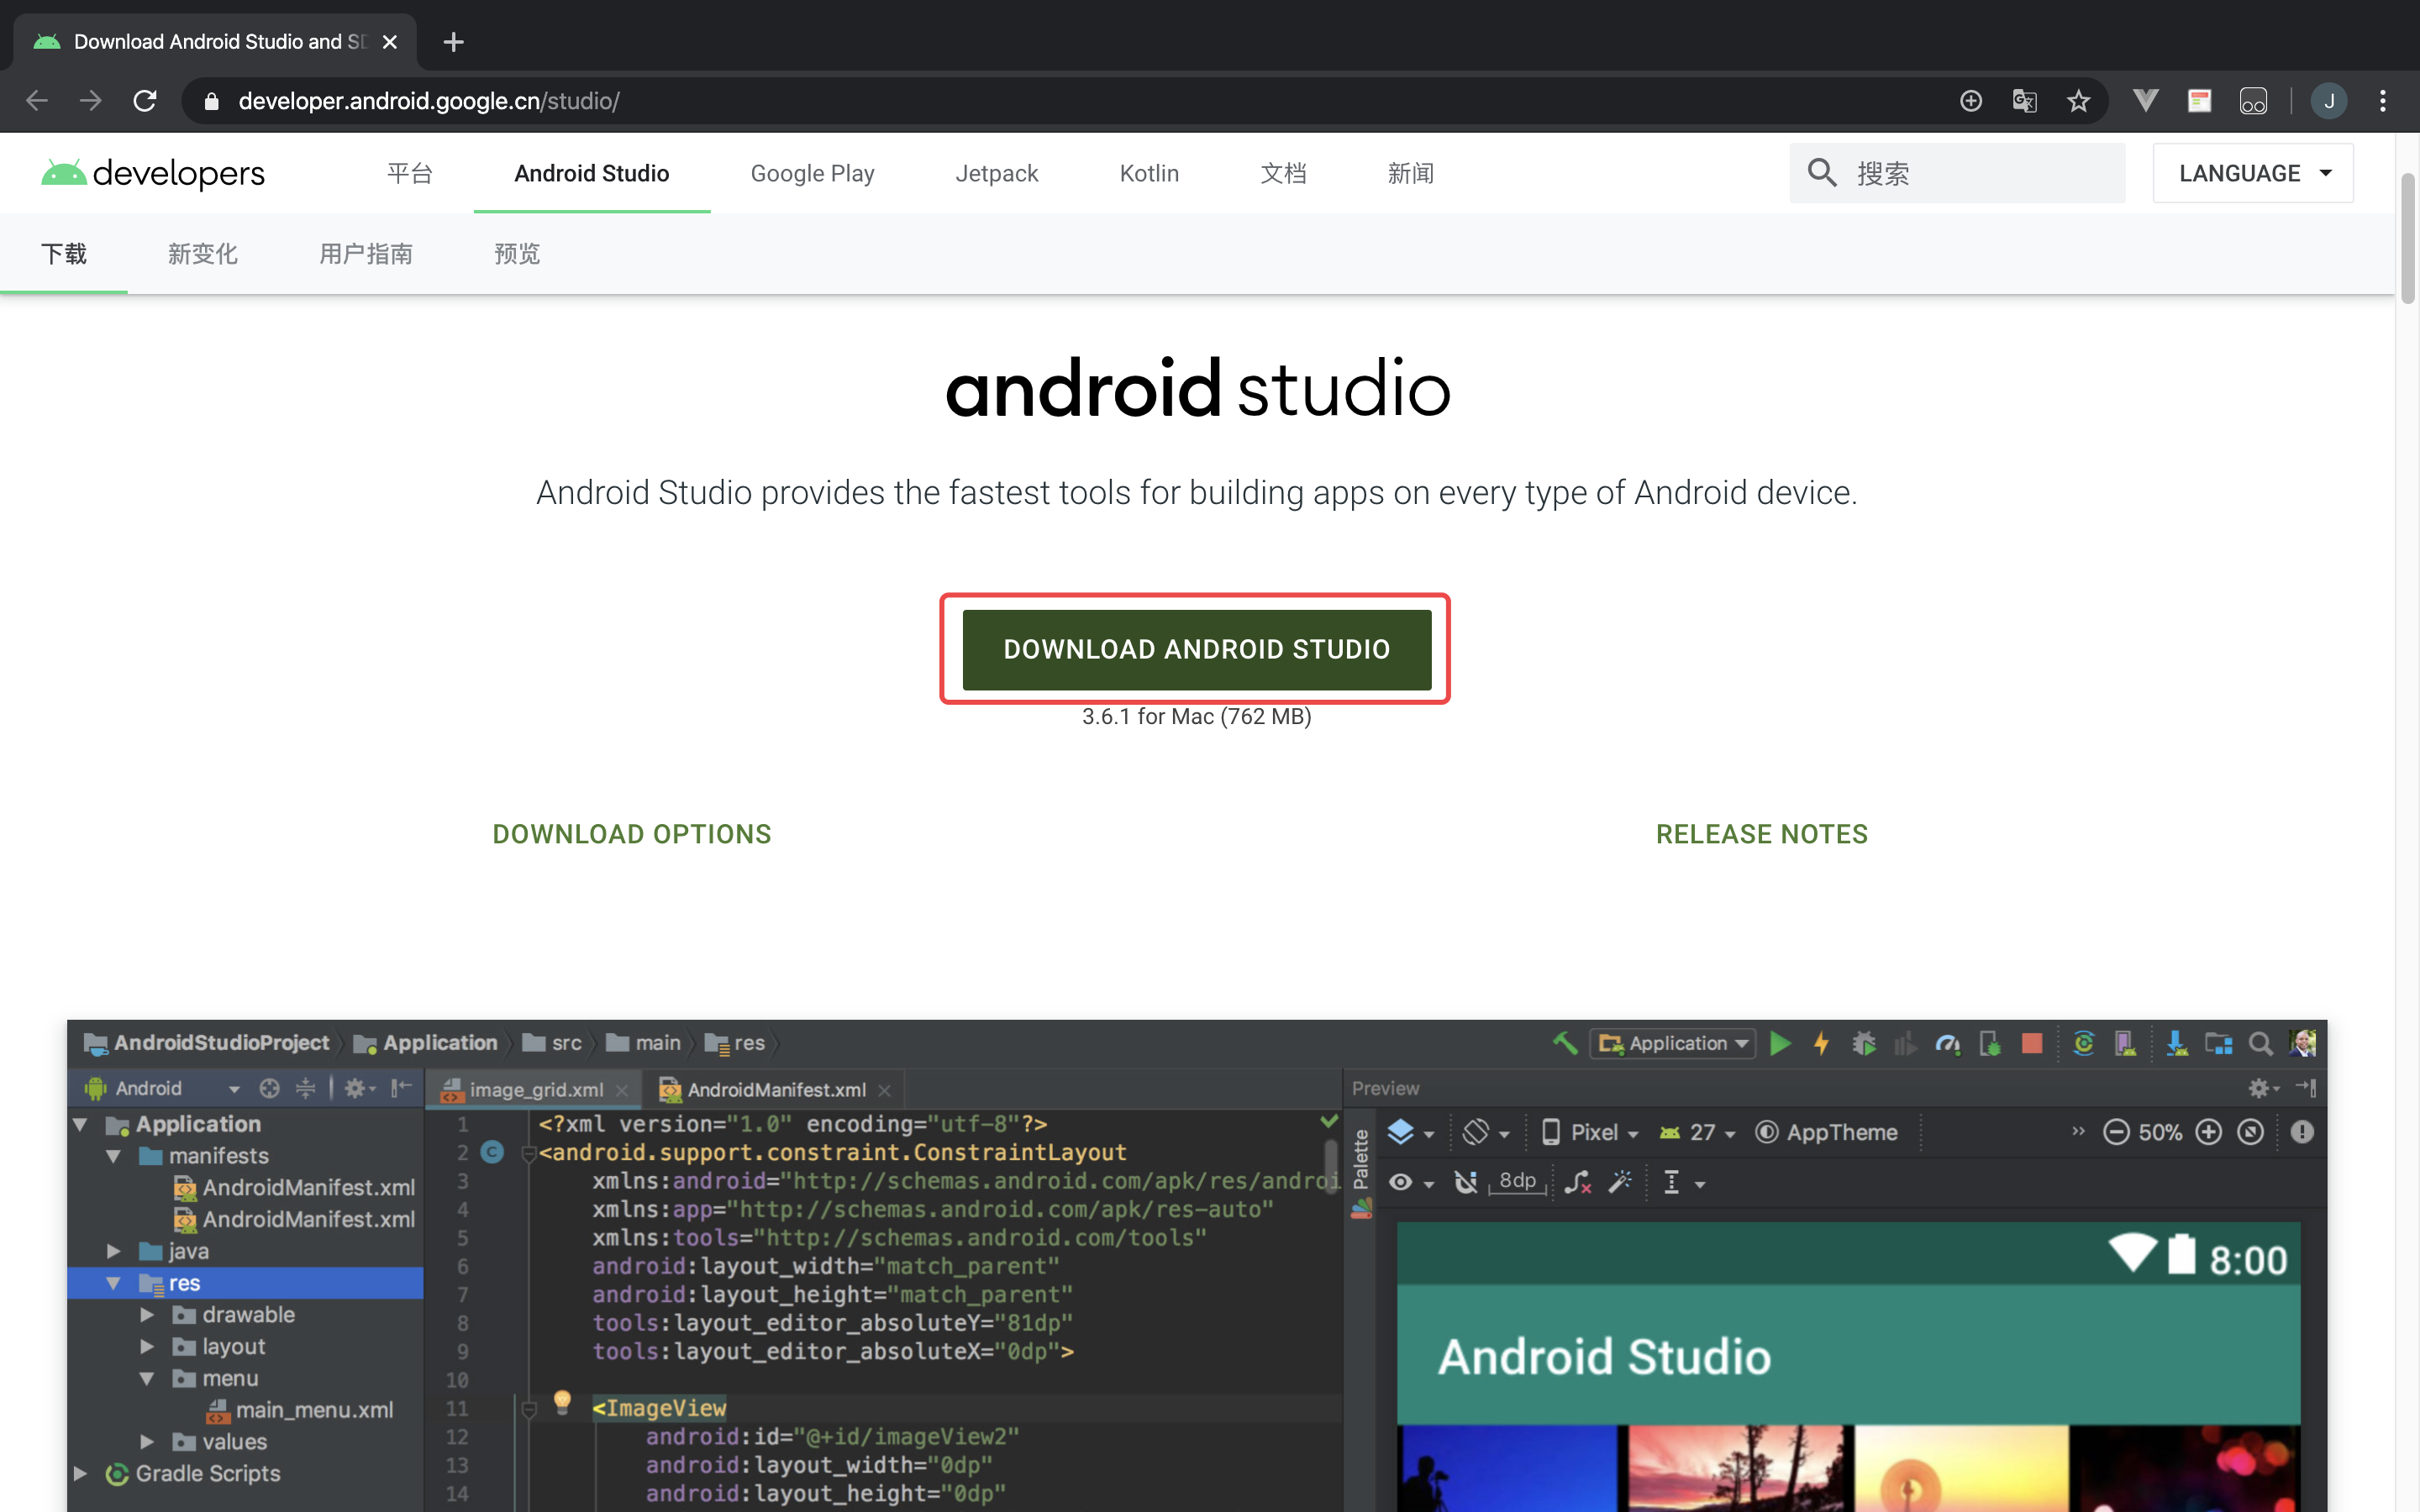 Download Android Studio and SD
developer.android.google.cn/studio/
J
developers
平台
Android Studio
Google Play
Jetpack
Kotlin
文档
新闻
搜索
LANGUAGE
下载
新变化
用户指南
预览
android studio
Android Studio provides the fastest tools for building apps on every type of Android device.
DOWNLOAD ANDROID STUDIO
3.6.1 for Mac (762 MB)
DOWNLOAD OPTIONS
RELEASE NOTES
AndroidStudioProject
Application
src
main
res
Application
Android
image_grid.xml
AndroidManifest.xml
Preview
Application
manifests
AndroidManifest.xml
AndroidManifest.xml
java
res
drawable
layout
menu
main_menu.xml
values
Gradle Scripts
1 <?xml version="1.0" encoding="utf-8"?>
2 C <android.support.constraint.ConstraintLayout
3 xmlns:android="http://schemas.android.com/apk/res/androi
4 xmlns:app="http://schemas.android.com/apk/res-auto"
5 xmlns:tools="http://schemas.android.com/tools"
6 android:layout_width="match_parent"
7 android:layout_height="match_parent"
8 tools:layout_editor_absoluteY="81dp"
9 tools:layout_editor_absoluteX="0dp">
10
11 <ImageView
12 android:id="@+id/imageView2"
13 android:layout_width="0dp"
14 android:layout_height="0dp"
Palette
Pixel
27
AppTheme
50%
8dp
8:00
Android Studio